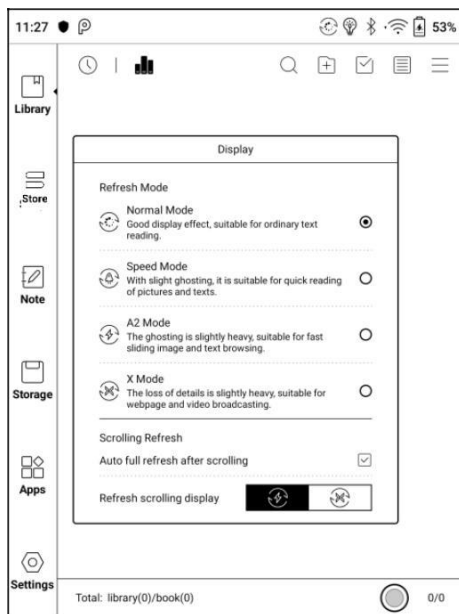 11:27
53%
Library
Store
Note
Storage
Apps
Settings
Display
Refresh Mode
Normal Mode
Good display effect, suitable for ordinary text
reading.
Speed Mode
With slight ghosting, it is suitable for quick reading
of pictures and texts.
A2 Mode
The ghosting is slightly heavy, suitable for fast
sliding image and text browsing.
X Mode
The loss of details is slightly heavy, suitable for
webpage and video broadcasting.
Scrolling Refresh
Auto full refresh after scrolling
Refresh scrolling display
Total: library(0)/book(0)
0/0